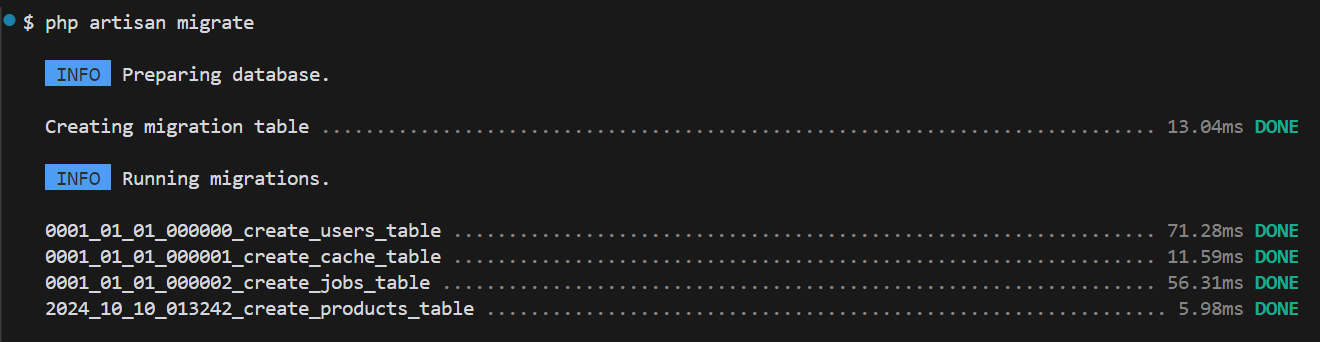 $ php artisan migrate
INFO Preparing database.
Creating migration table ............................................................................ 13.04ms DONE
INFO Running migrations.
0001_01_01_000000_create_users_table ................................................................ 71.28ms DONE
0001_01_01_000001_create_cache_table ................................................................ 11.59ms DONE
0001_01_01_000002_create_jobs_table ................................................................. 56.31ms DONE
2024_10_10_013242_create_products_table .............................................................. 5.98ms DONE